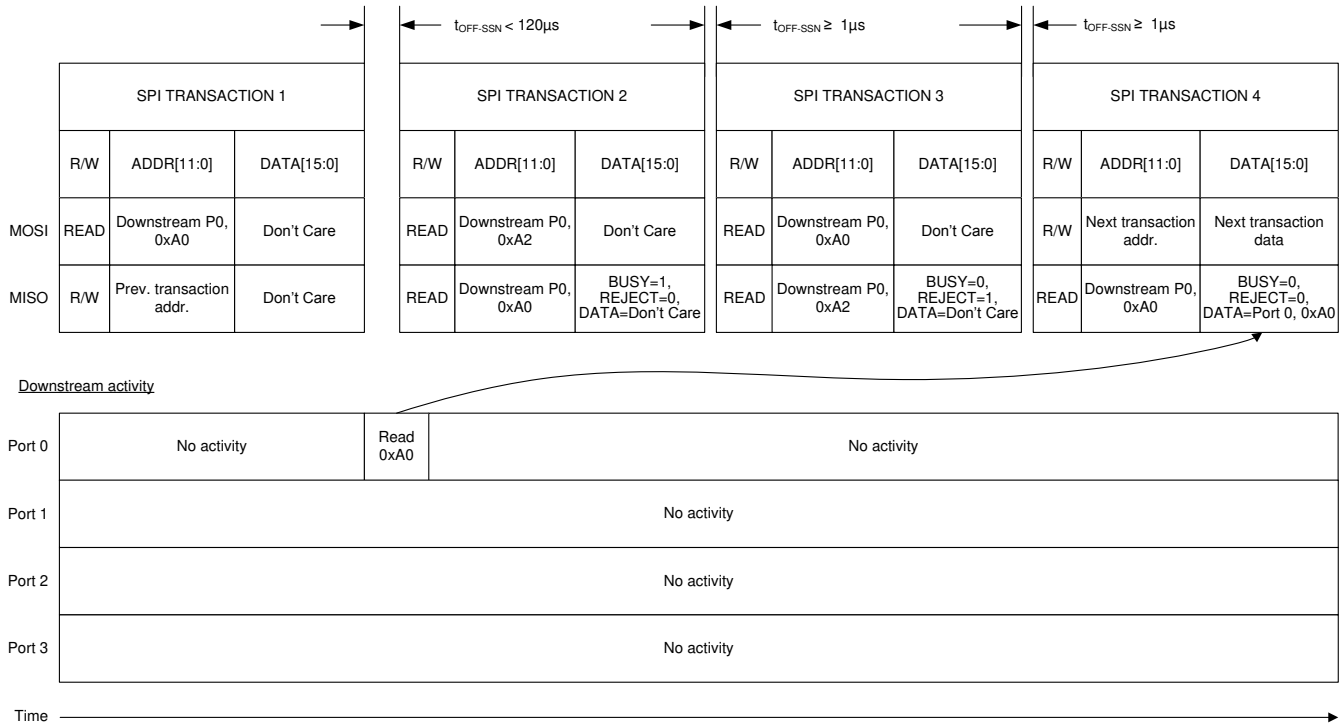 tOFF-SSN < 120µs
tOFF-SSN ≥ 1µs
tOFF-SSN ≥ 1µs
SPI TRANSACTION 1
SPI TRANSACTION 2
SPI TRANSACTION 3
SPI TRANSACTION 4
R/W
ADDR[11:0]
DATA[15:0]
R/W
ADDR[11:0]
DATA[15:0]
R/W
ADDR[11:0]
DATA[15:0]
R/W
ADDR[11:0]
DATA[15:0]
MOSI
READ
Downstream P0,
0xA0
Don't Care
READ
Downstream P0,
0xA2
Don't Care
READ
Downstream P0,
0xA0
Don't Care
R/W
Next transaction
addr.
Next transaction
data
MISO
R/W
Prev. transaction
addr.
Don't Care
READ
Downstream P0,
0xA0
BUSY=1,
REJECT=0,
DATA=Don't Care
READ
Downstream P0,
0xA2
BUSY=0,
REJECT=1,
DATA=Don't Care
READ
Downstream P0,
0xA0
BUSY=0,
REJECT=0,
DATA=Port 0, 0xA0
Downstream activity
Port 0
No activity
Read
0xA0
No activity
Port 1
No activity
Port 2
No activity
Port 3
No activity
Time